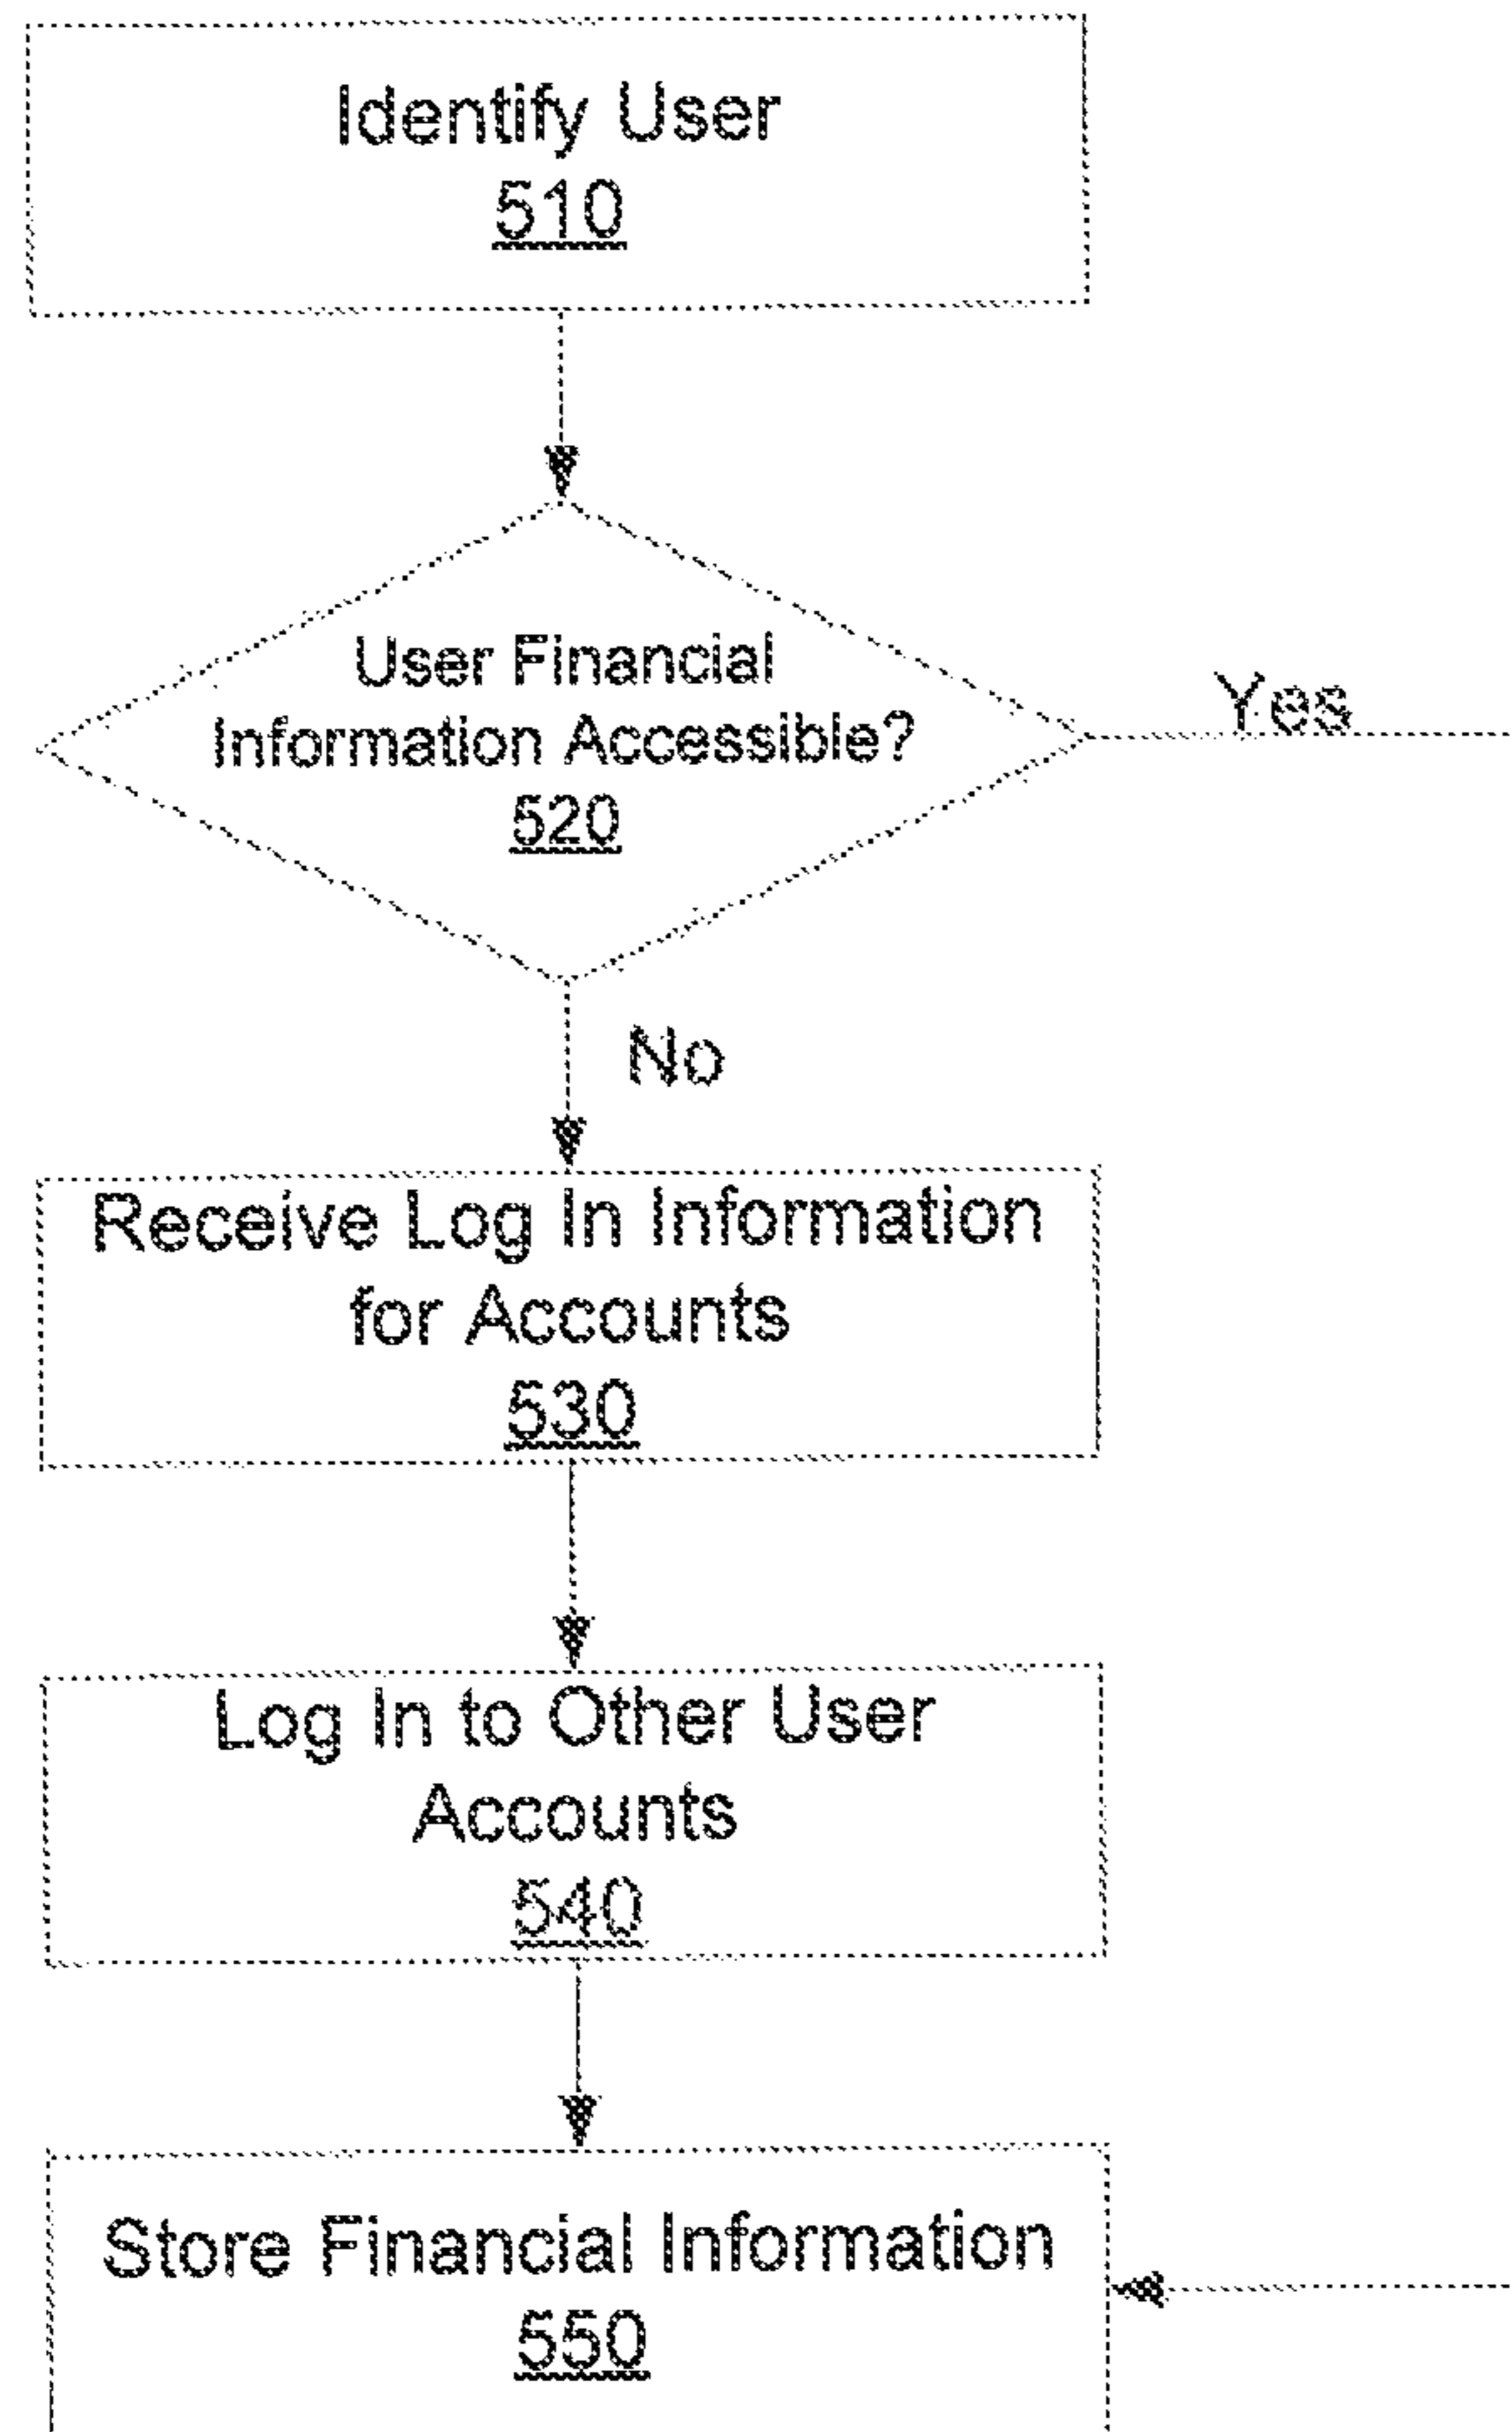 Identify User
510
User Financial
Information Accessible?
520
Yes
No
Receive Log In Information
for Accounts
530
Log In to Other User
Accounts
540
Store Financial Information
550